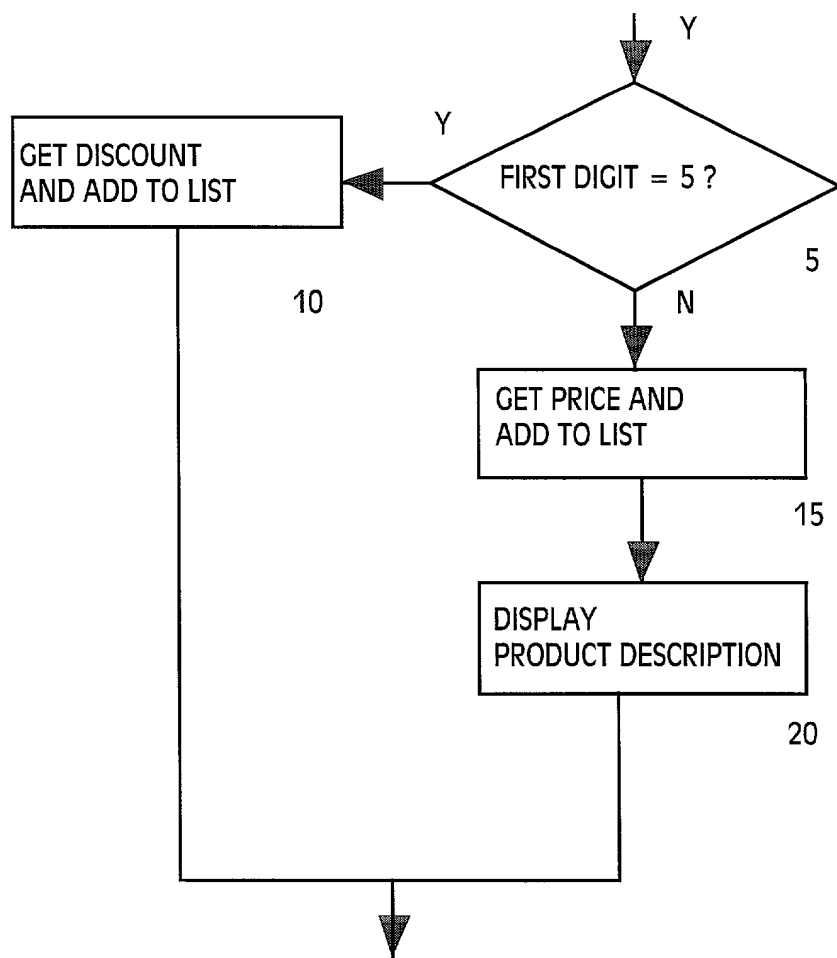 Y
Y
GET DISCOUNT
AND ADD TO LIST
FIRST DIGIT = 5 ?
5
10
N
GET PRICE AND
ADD TO LIST
15
DISPLAY
PRODUCT DESCRIPTION
20